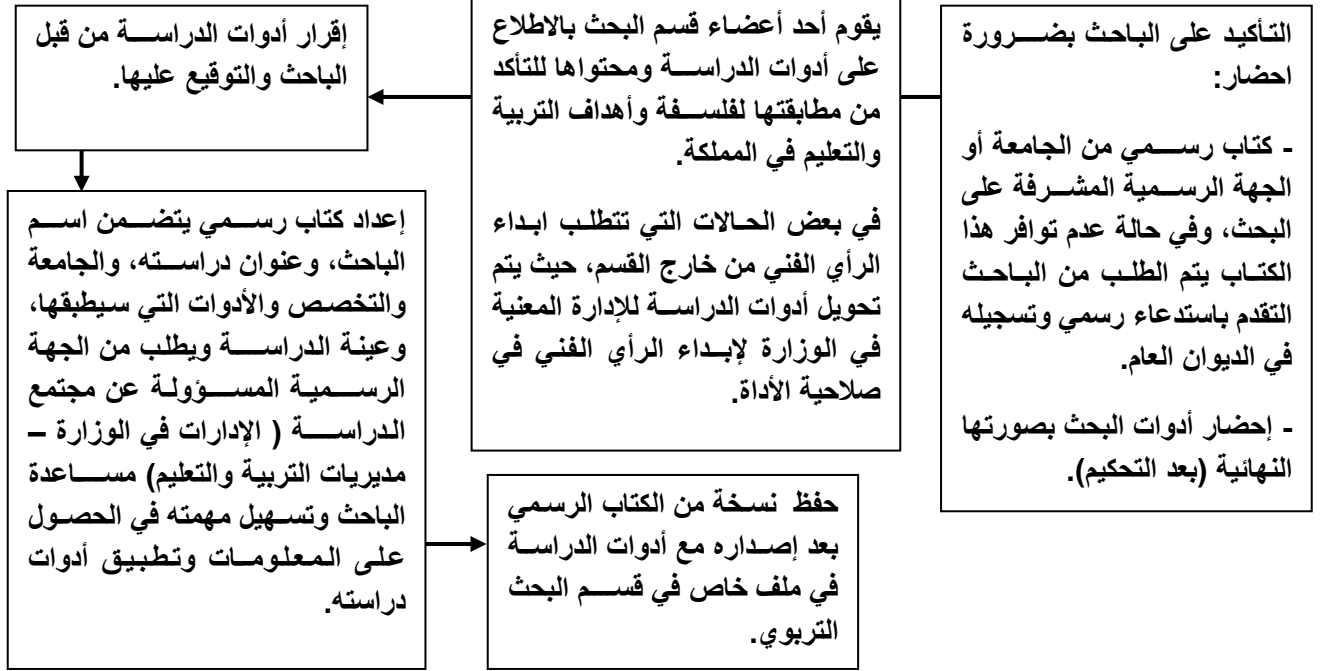 التأكيد على الباحث بضرورة
احضار:
- كتاب رسمي من الجامعة أو
الجهة الرسمية المشرفة على
البحث، وفي حالة عدم توافر هذا
الكتاب يتم الطلب من الباحث
التقدم باستدعاء رسمي وتسجيله
في الديوان العام.
- إحضار أدوات البحث بصورتها
النهائية (بعد التحكيم).
يقوم أحد أعضاء قسم البحث بالاطلاع
على أدوات الدراسة ومحتواها للتأكد
من مطابقتها لفلسفة وأهداف التربية
والتعليم في المملكة.
في بعض الحالات التي تتطلب ابداء
الرأي الفني من خارج القسم، حيث يتم
تحويل أدوات الدراسة للإدارة المعنية
في الوزارة لإبداء الرأي الفني في
صلاحية الأداة.
إقرار أدوات الدراسة من قبل
الباحث والتوقيع عليها.
إعداد كتاب رسمي يتضمن اسم
الباحث، وعنوان دراسته، والجامعة
والتخصص والأدوات التي سيطبقها،
وعينة الدراسة ويطلب من الجهة
الرسمية المسؤولة عن مجتمع
الدراسة ( الإدارات في الوزارة –
مديريات التربية والتعليم) مساعدة
الباحث وتسهيل مهمته في الحصول
على المعلومات وتطبيق أدوات
دراسته.
حفظ نسخة من الكتاب الرسمي
بعد إصداره مع أدوات الدراسة
في ملف خاص في قسم البحث
التربوي.